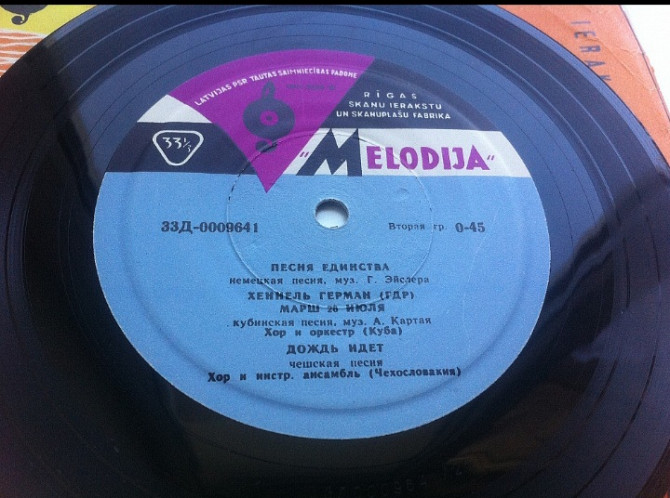 LATVIJAS PSR TAUTAS SAIMNIECĪBAS PADOME
RĪGAS
SKAŅU IERAKSTU
UN SKAŅUPLAŠU FABRIKA
33⅓
"MELODIJA"
33Д-0009641
Вторая гр. 0-45
ПЕСНЯ ЕДИНСТВА
немецкая песня, муз. Г. Эйслера
ХЕННЕЛЬ ГЕРМАН (ГДР)
МАРШ 26 ИЮЛЯ
кубинская песня, муз. А. Картая
Хор и оркестр (Куба)
ДОЖДЬ ИДЕТ
чешская песня
Хор и инстр. ансамбль (Чехословакия)
IERAK